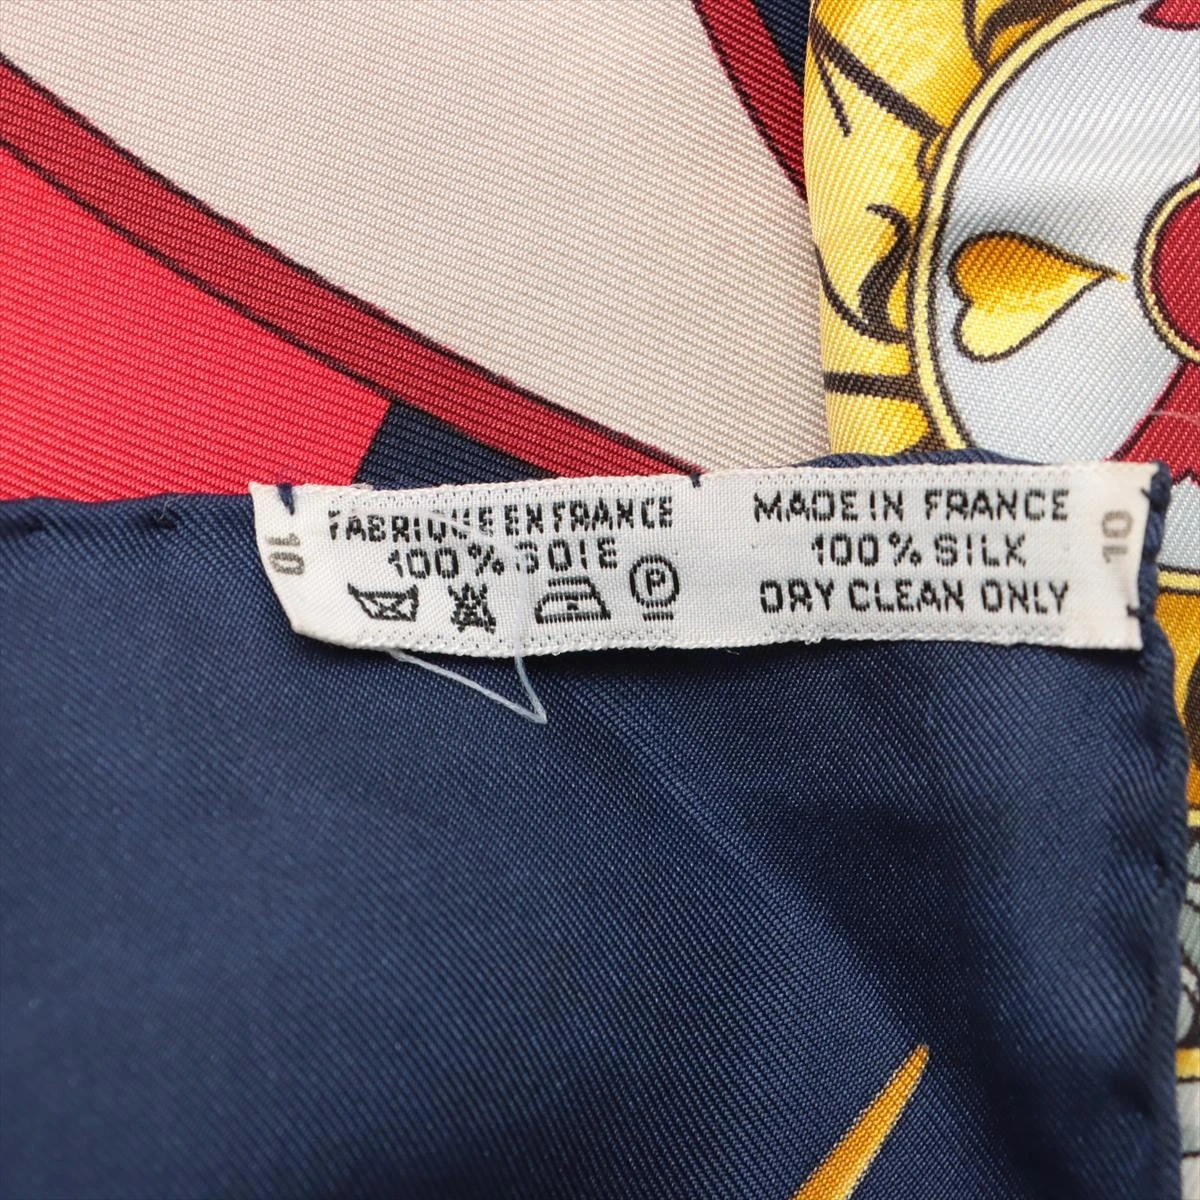 FABRIQUE EN FRANCE
100% SOIE
P
MADE IN FRANCE
100% SILK
DRY CLEAN ONLY
10
10